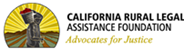 CALIFORNIA RURAL LEGAL
ASSISTANCE FOUNDATION
Advocates for Justice